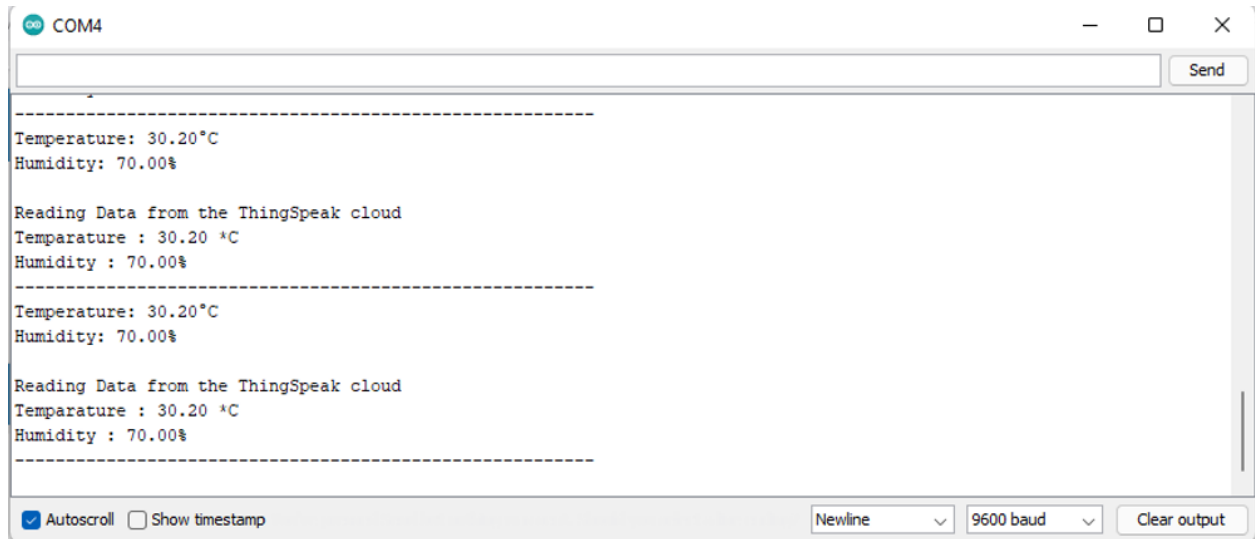 COM4
Send
--------------------------------------------------------
Temperature: 30.20°C
Humidity: 70.00%
Reading Data from the ThingSpeak cloud
Temparature : 30.20 *C
Humidity : 70.00%
--------------------------------------------------------
Temperature: 30.20°C
Humidity: 70.00%
Reading Data from the ThingSpeak cloud
Temparature : 30.20 *C
Humidity : 70.00%
--------------------------------------------------------
Autoscroll Show timestamp Newline 9600 baud Clear output